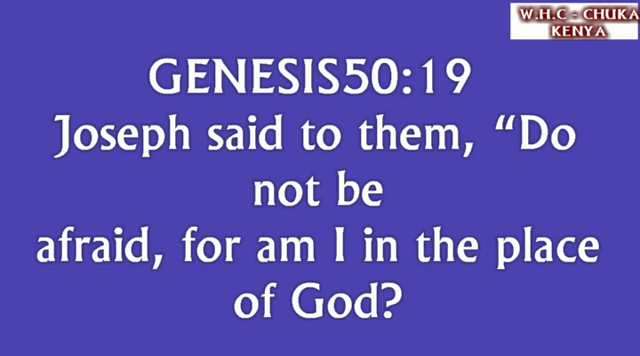 W.H.C - CHUKA
KENYA
GENESIS50:19
Joseph said to them, “Do
not be
afraid, for am I in the place
of God?